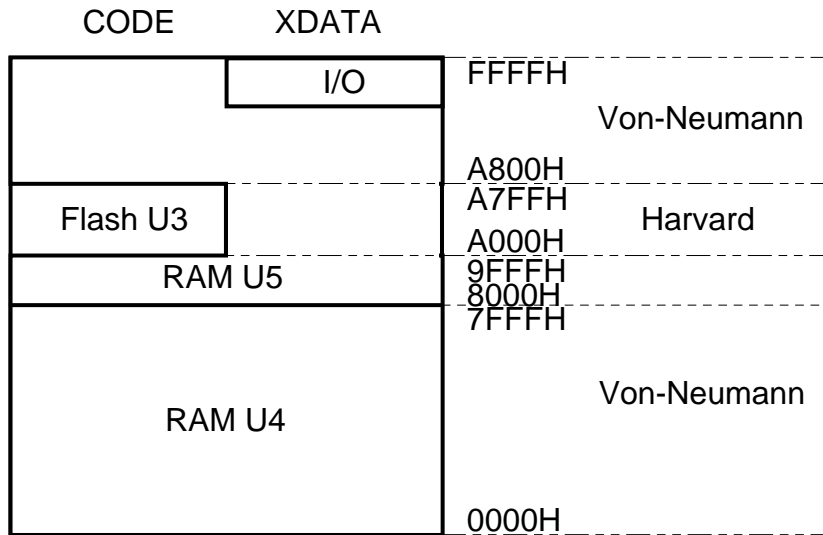 CODE XDATA
I/O FFFFH
Von-Neumann
A800H
Flash U3 A7FFH Harvard
A000H
RAM U5 9FFFH
8000H
7FFFH
Von-Neumann
RAM U4
0000H